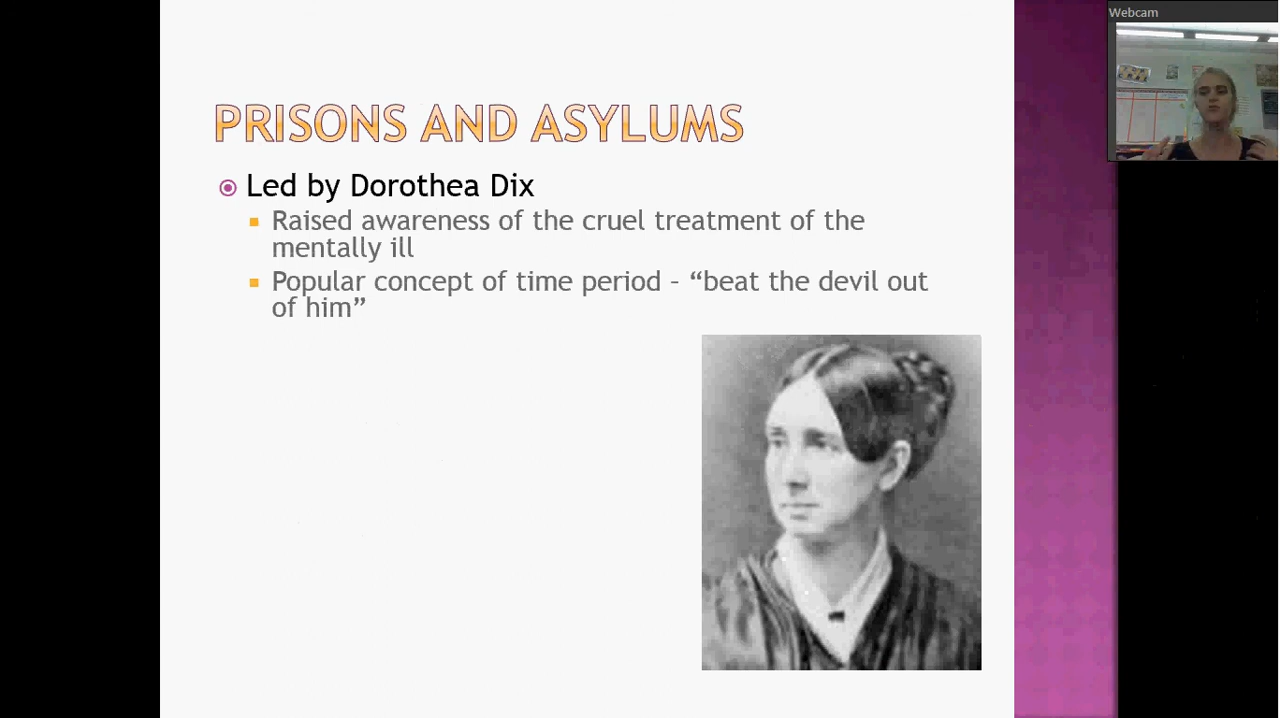 Webcam
PRISONS AND ASYLUMS
Led by Dorothea Dix
Raised awareness of the cruel treatment of the
mentally ill
Popular concept of time period – “beat the devil out
of him”